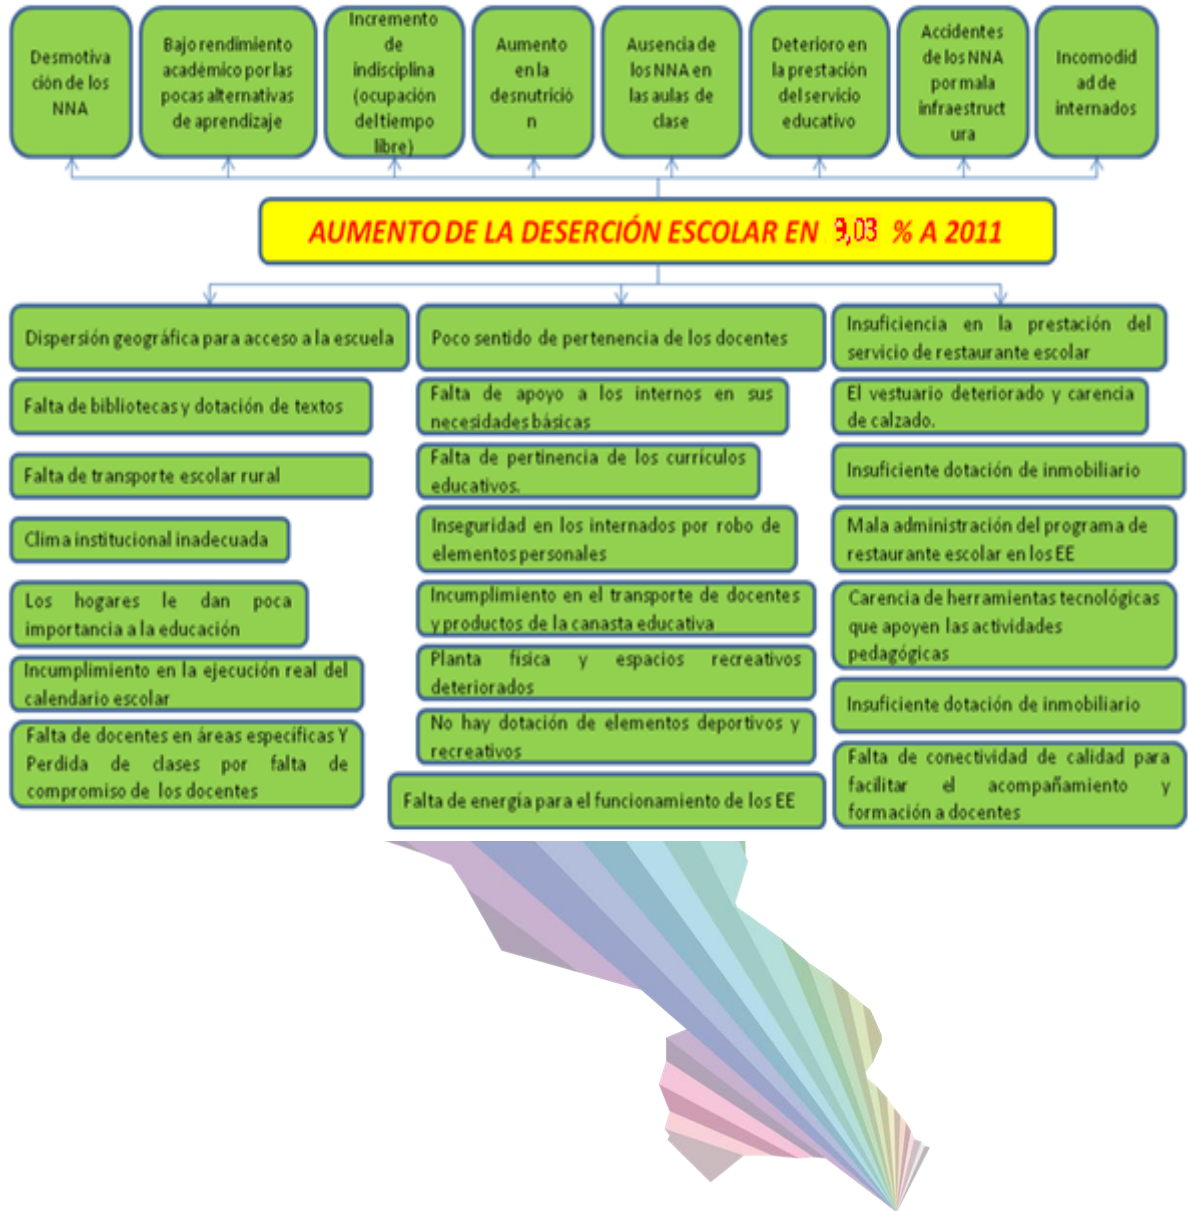 Desmotiva
ción de los
NNA
Bajo rendimiento
académico por las
pocas alternativas
de aprendizaje
Incremento
de
indisciplina
(ocupación
del tiempo
libre)
Aumento
en la
desnutrició
n
Ausencia de
los NNA en
las aulas de
clase
Deterioro en
la prestación
del servicio
educativo
Accidentes
de los NNA
por mala
infraestruct
ura
Incomodid
ad de
internados
AUMENTO DE LA DESERCIÓN ESCOLAR EN 9,03 % A 2011
Dispersión geográfica para acceso a la escuela
Falta de bibliotecas y dotación de textos
Falta de transporte escolar rural
Clima institucional inadecuada
Los hogares le dan poca
importancia a la educación
Incumplimiento en la ejecución real del
calendario escolar
Falta de docentes en áreas específicas Y
Perdida de clases por falta de
compromiso de los docentes
Poco sentido de pertenencia de los docentes
Falta de apoyo a los internos en sus
necesidades básicas
Falta de pertinencia de los currículos
educativos.
Inseguridad en los internados por robo de
elementos personales
Incumplimiento en el transporte de docentes
y productos de la canasta educativa
Planta física y espacios recreativos
deteriorados
No hay dotación de elementos deportivos y
recreativos
Falta de energía para el funcionamiento de los EE
Insuficiencia en la prestación del
servicio de restaurante escolar
El vestuario deteriorado y carencia
de calzado.
Insuficiente dotación de inmobiliario
Mala administración del programa de
restaurante escolar en los EE
Carencia de herramientas tecnológicas
que apoyen las actividades
pedagógicas
Insuficiente dotación de inmobiliario
Falta de conectividad de calidad para
facilitar el acompañamiento y
formación a docentes